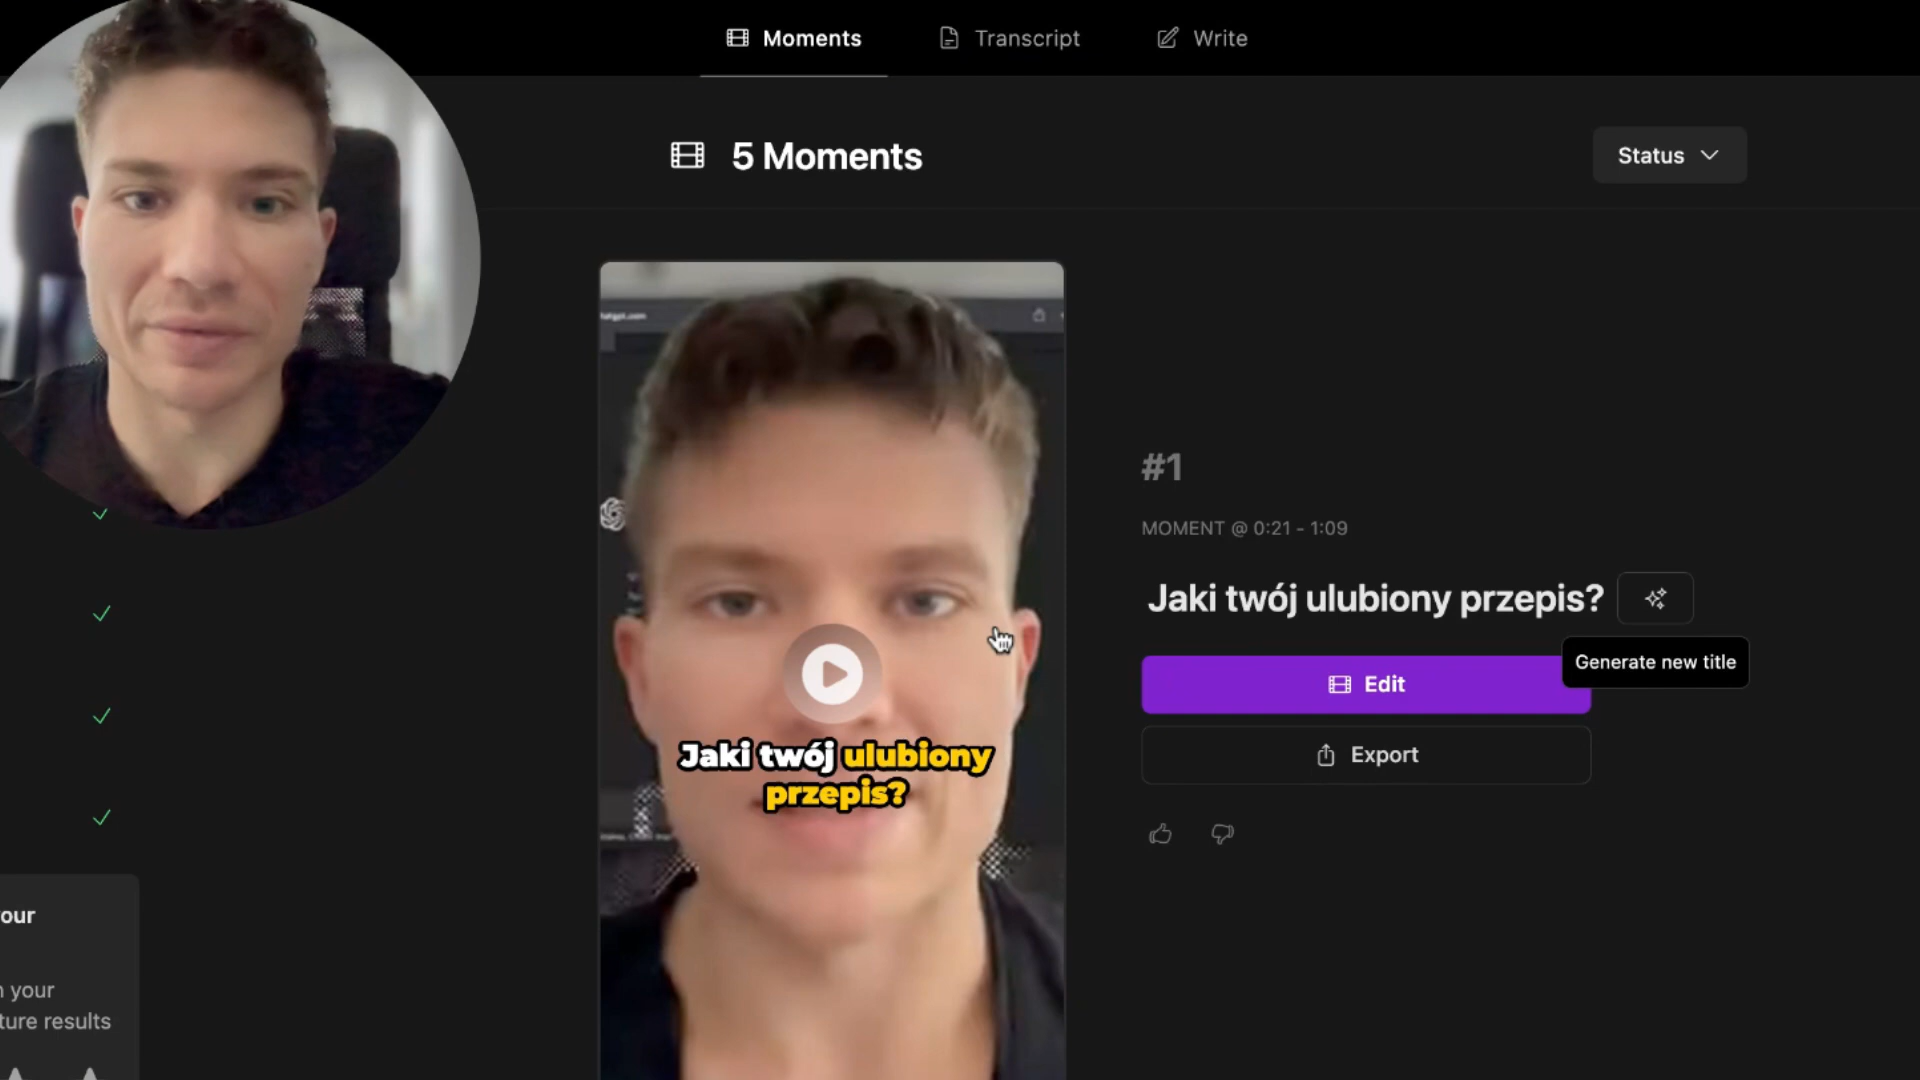 Moments
Transcript
Write
5 Moments
Status
#1
MOMENT @ 0:21 - 1:09
Jaki twój ulubiony przepis?
Generate new title
Edit
Export
Jaki twój ulubiony
przepis?
our
your
ture results